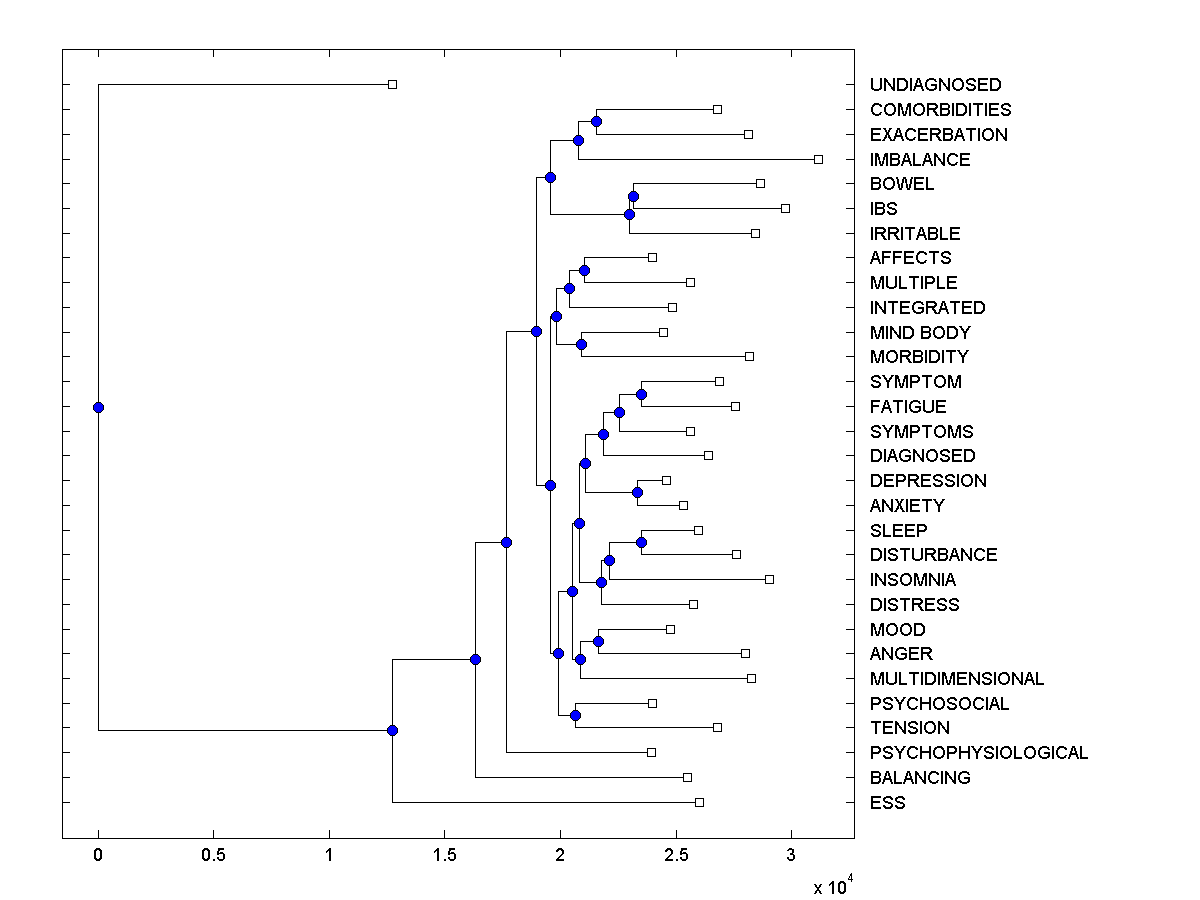 UNDIAGNOSED
COMORBIDITIES
EXACERBATION
IMBALANCE
BOWEL
IBS
IRRITABLE
AFFECTS
MULTIPLE
INTEGRATED
MIND BODY
MORBIDITY
SYMPTOM
FATIGUE
SYMPTOMS
DIAGNOSED
DEPRESSION
ANXIETY
SLEEP
DISTURBANCE
INSOMNIA
DISTRESS
MOOD
ANGER
MULTIDIMENSIONAL
PSYCHOSOCIAL
TENSION
PSYCHOPHYSIOLOGICAL
BALANCING
ESS
0 0.5 1 1.5 2 2.5 3
x 10^4